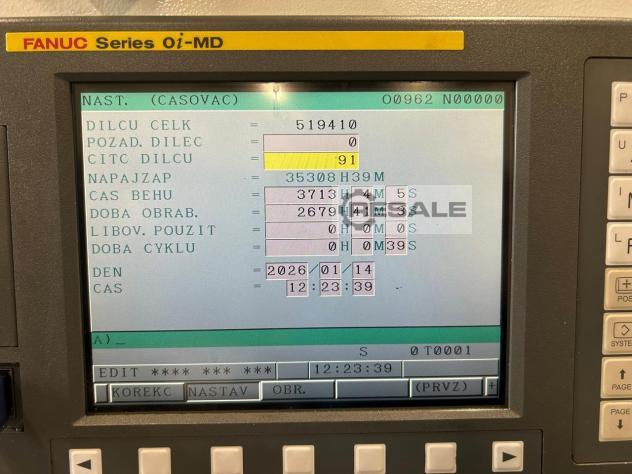 FANUC Series 0i-MD
NAST. (CASOVAC) O0962 N00000
DILCU CELK = 519410
POZAD. DILEC = 0
CITC DILCU = 91
NAPAJZAP = 35308H39M
CAS BEHU = 3713H 4M 5S
DOBA OBRAB. = 2679H41M 3S
LIBOV. POUZIT = 0H 0M 0S
DOBA CYKLU = 0H 0M39S
DEN = 2026/01/14
CAS = 12:23:39
RESALE
A)_
S 0 T0001
EDIT **** *** *** 12:23:39
KOREKC NASTAV OBR. (PRVZ) +
P
U
I
L
POS
SYSTE
PAGE
PAGE